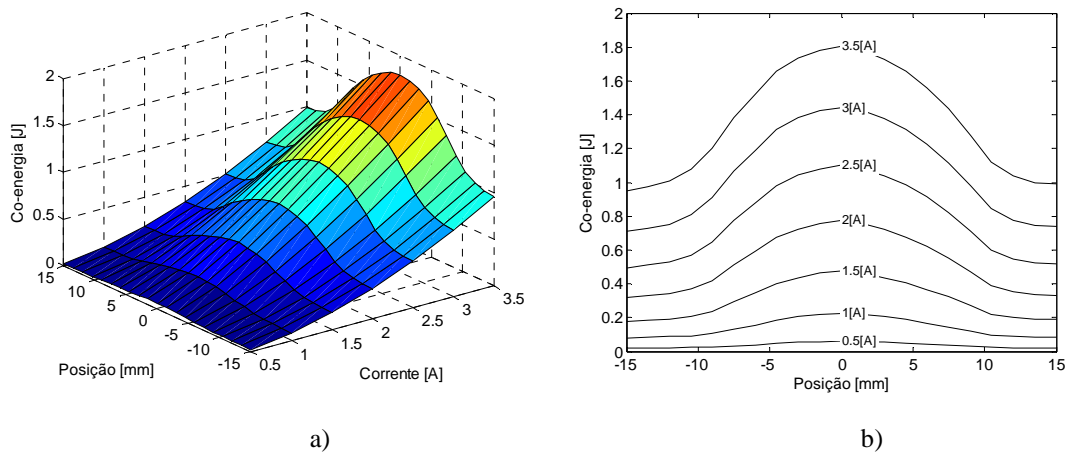 2
1.5
1
0.5
0
Co-energia [J]
15
10
5
0
-5
-10
-15
Posição [mm]
0.5
1
1.5
2
2.5
3
3.5
Corrente [A]
a)
2
1.8
1.6
1.4
1.2
1
0.8
0.6
0.4
0.2
0
Co-energia [J]
3.5[A]
3[A]
2.5[A]
2[A]
1.5[A]
1[A]
0.5[A]
-15
-10
-5
0
5
10
15
Posição [mm]
b)